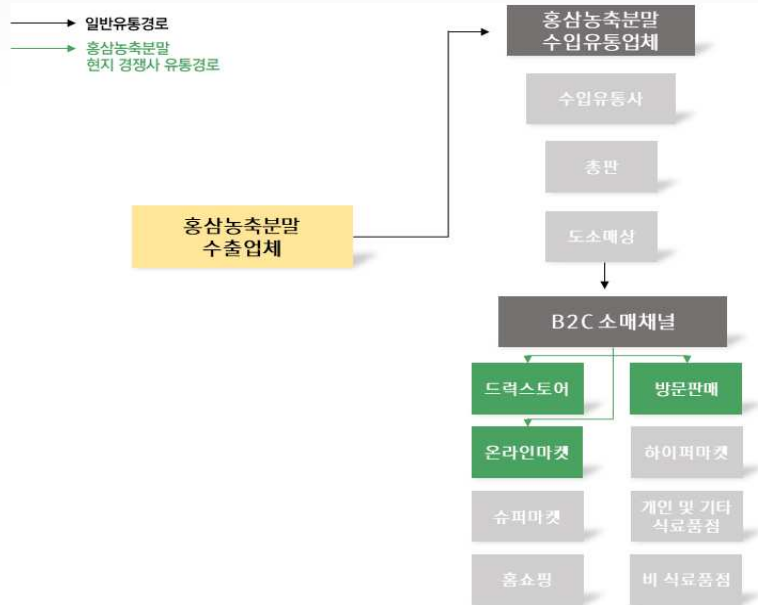 일반유통경로
홍삼농축분말
현지 경쟁사 유통경로
홍삼농축분말
수입유통업체
수입유통사
총판
홍삼농축분말
수출업체
도소매상
B2C 소매채널
드럭스토어
방문판매
온라인마켓
하이퍼마켓
슈퍼마켓
개인 및 기타
식료품점
홈쇼핑
비 식료품점